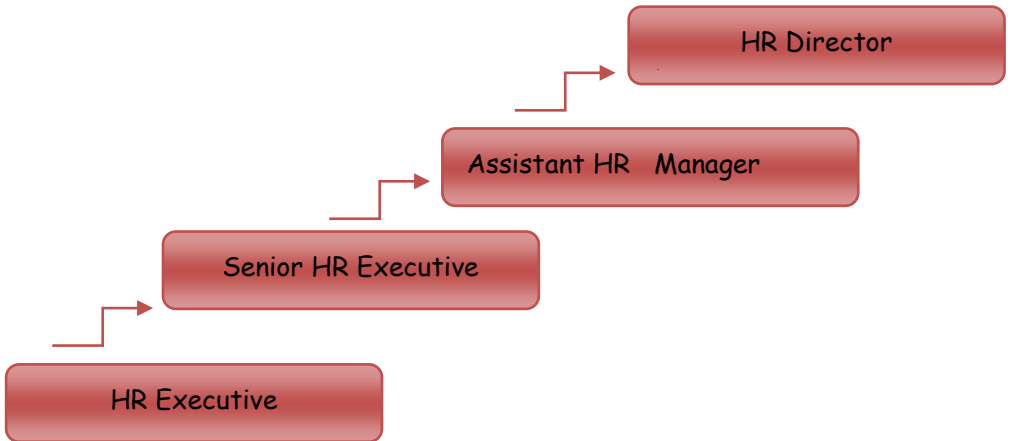 HR Director
Assistant HR   Manager
Senior HR Executive
HR Executive